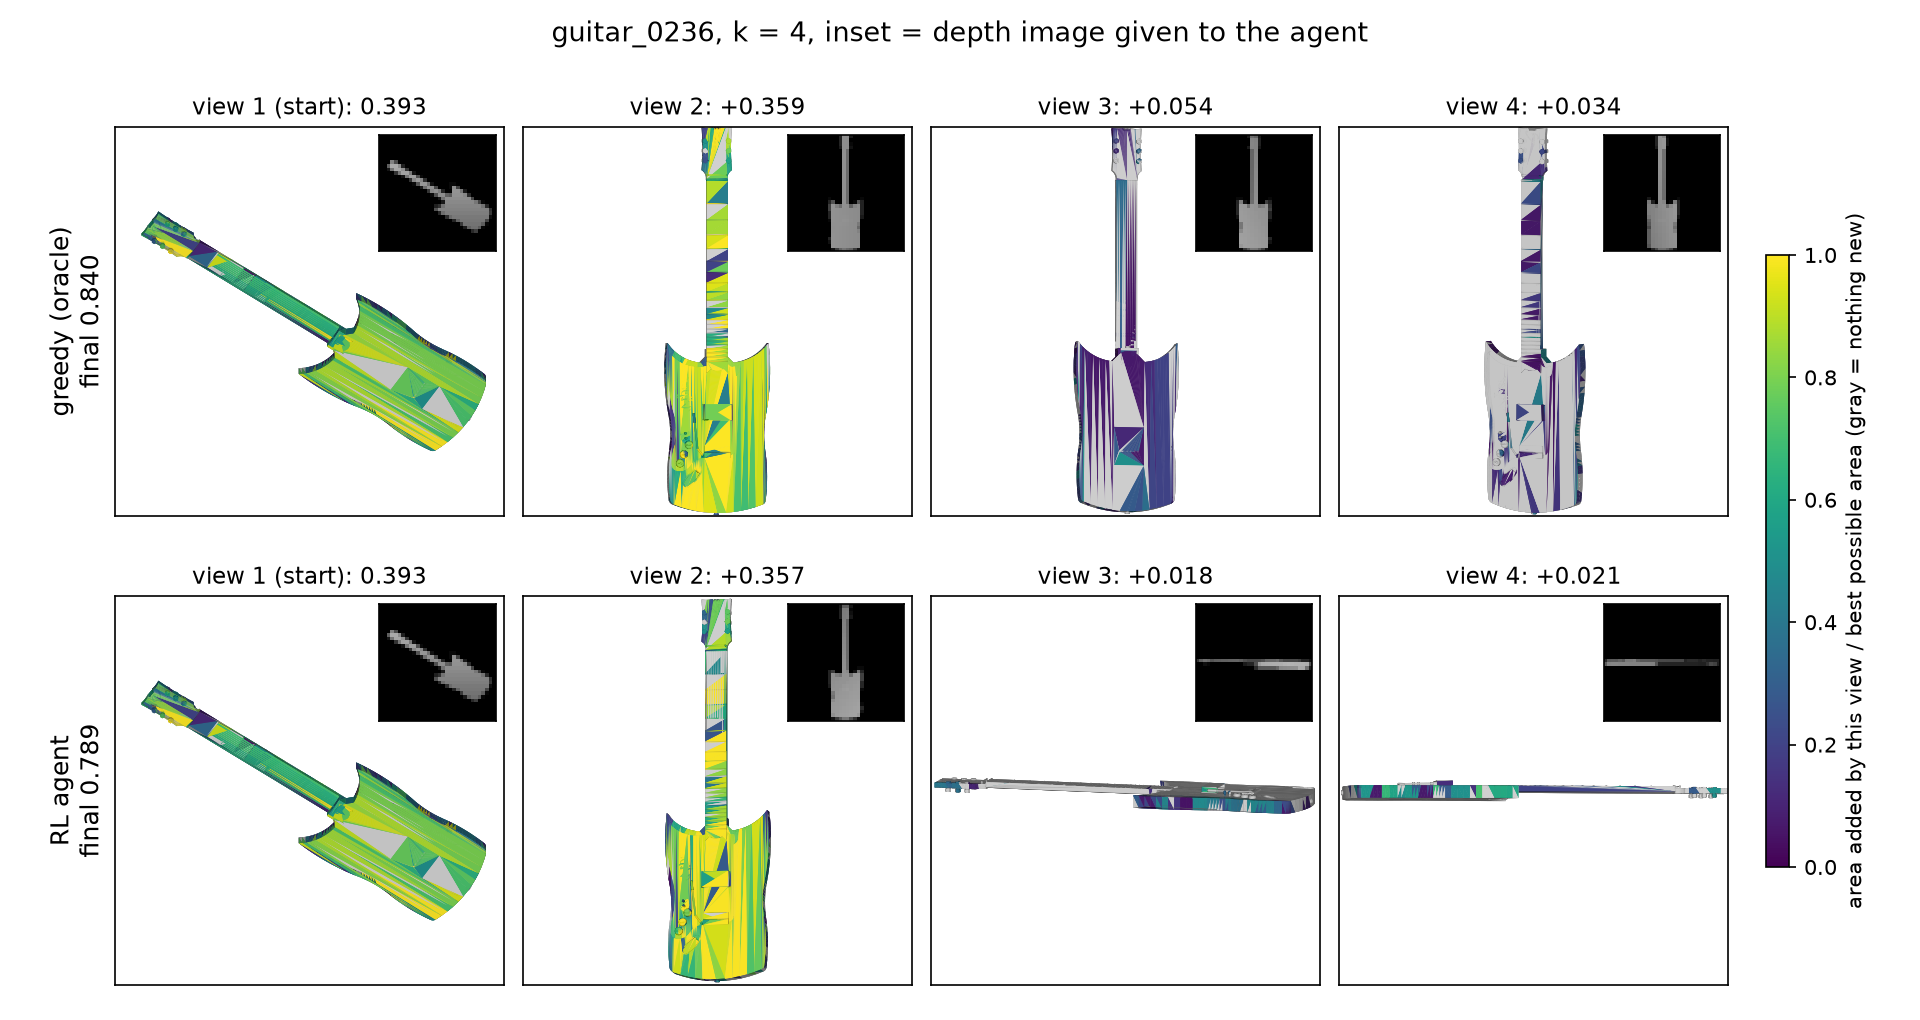 guitar_0236, k = 4, inset = depth image given to the agent
view 1 (start): 0.393
view 2: +0.359
view 3: +0.054
view 4: +0.034
greedy (oracle)
final 0.840
view 1 (start): 0.393
view 2: +0.357
view 3: +0.018
view 4: +0.021
RL agent
final 0.789
1.0
0.8
0.6
0.4
0.2
0.0
area added by this view / best possible area (gray = nothing new)